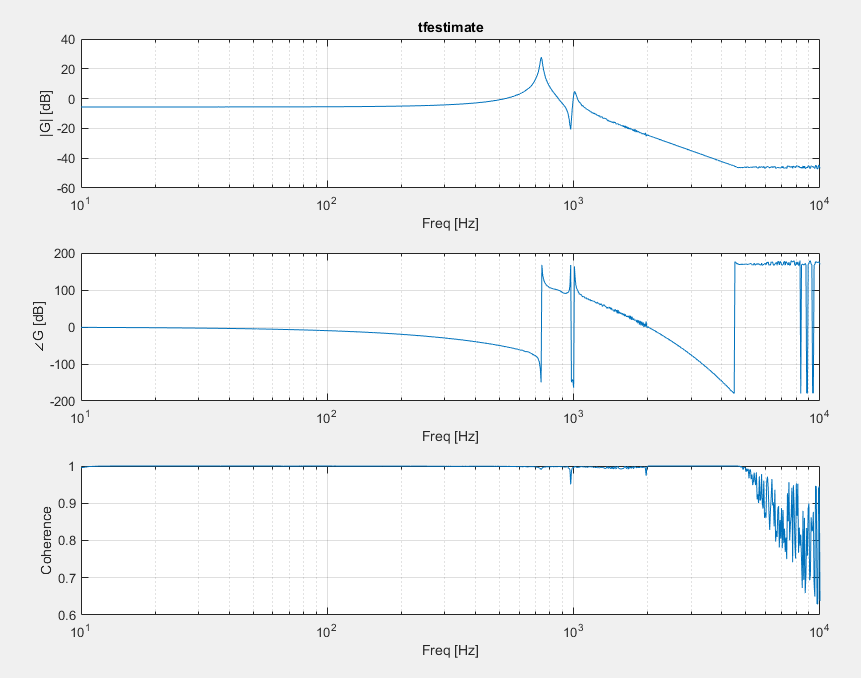 tfestimate
|G| [dB]
40
20
0
-20
-40
-60
10^1 10^2 10^3 10^4
Freq [Hz]
∠G [dB]
200
100
0
-100
-200
10^1 10^2 10^3 10^4
Freq [Hz]
Coherence
1
0.9
0.8
0.7
0.6
10^1 10^2 10^3 10^4
Freq [Hz]